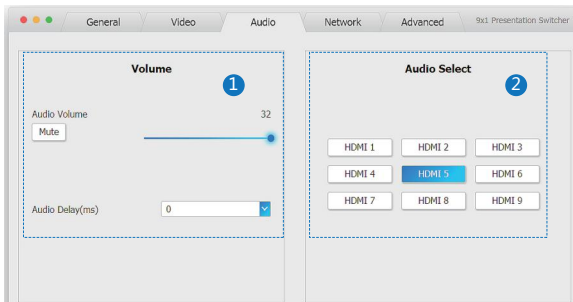 General Video Audio Network Advanced 9x1 Presentation Switcher
Volume
1
Audio Volume 32
Mute
Audio Delay(ms) 0
Audio Select
2
HDMI 1 HDMI 2 HDMI 3
HDMI 4 HDMI 5 HDMI 6
HDMI 7 HDMI 8 HDMI 9